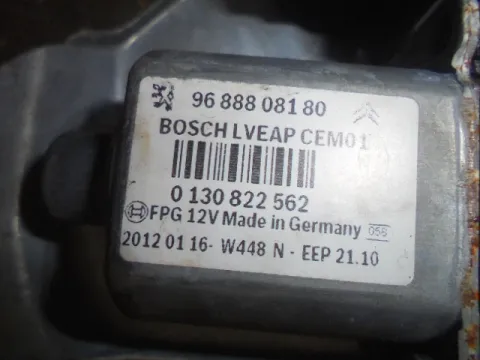 96 888 081 80
BOSCH LVEAP CEM01
0 130 822 562
FPG 12V Made in Germany 056
2012 01 16- W448 N - EEP 21.10